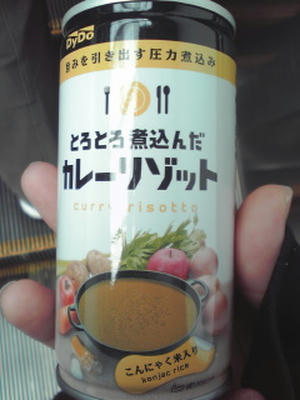 DyDo
旨みを引き出す圧力煮込み
とろとろ煮込んだ
カレーリゾット
curry risotto
こんにゃく米入り
konjac rice